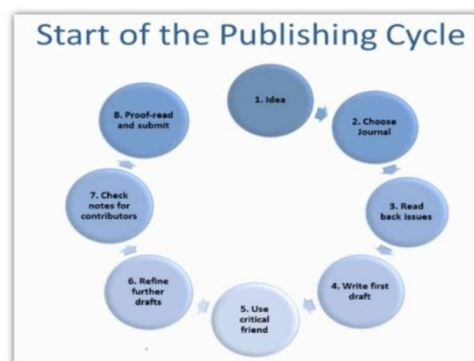 Start of the Publishing Cycle
1. Idea
2. Choose
Journal
3. Read
back issues
4. Write first
draft
5. Use
critical
friend
6. Refine
further
drafts
7. Check
notes for
contributors
8. Proof-read
and submit